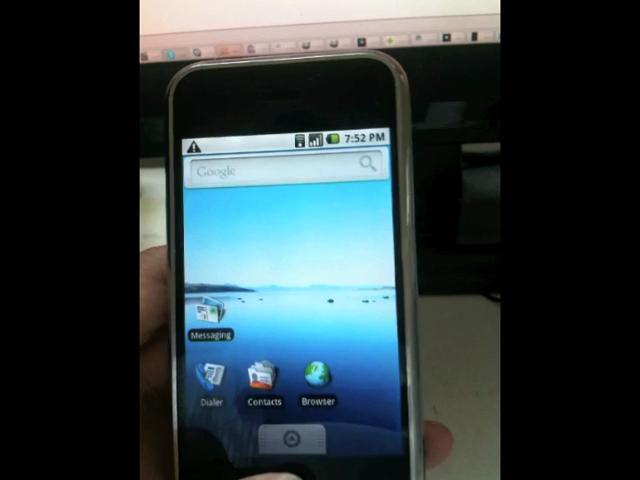 7:52 PM
Google
Messaging
Dialer
Contacts
Browser